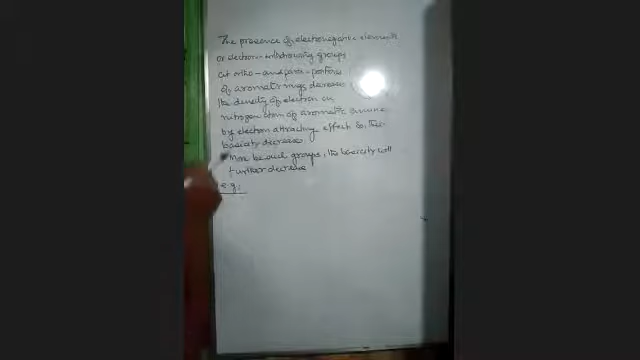 The presence of electronegative elements
or electron-withdrawing groups
at ortho- and para- positions
of aromatic rings decrease
the density of electron on
nitrogen atom of aromatic amine
by electron attracting effect so, the
basicity decrease.
More be such groups, its basicity will
further decrease
e.g;